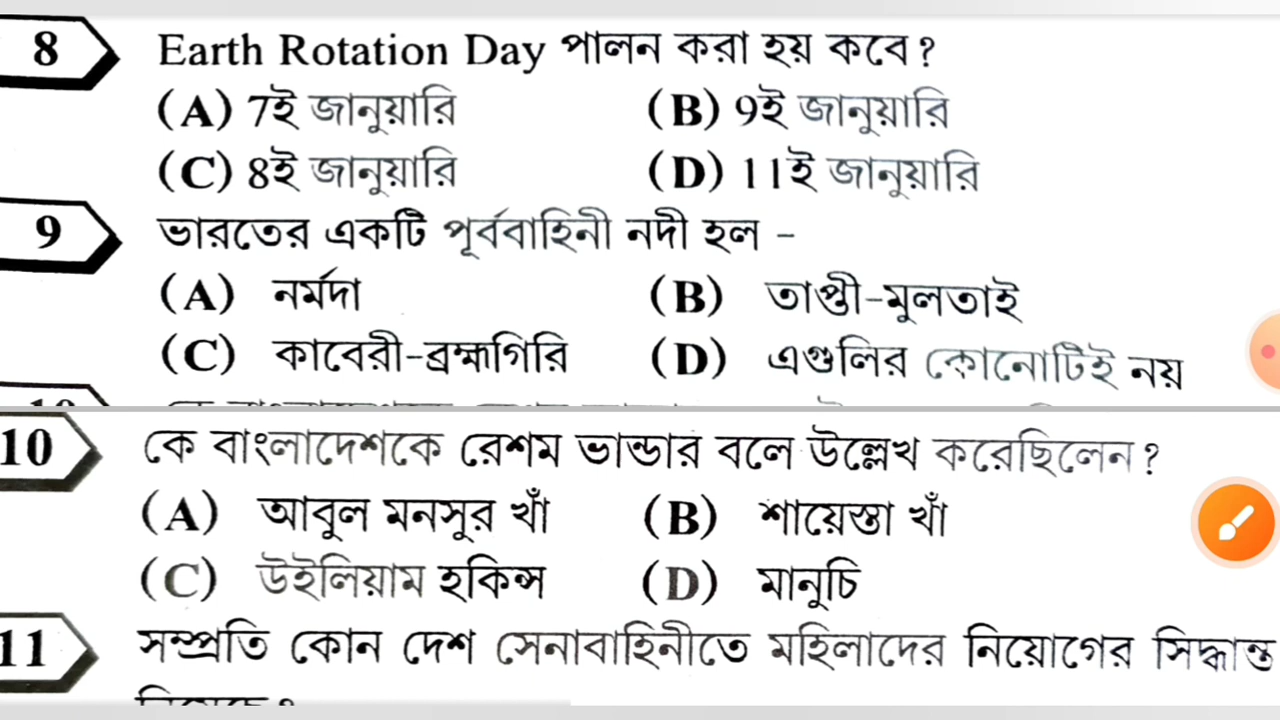 8 Earth Rotation Day পালন করা হয় কবে?
(A) 7ই জানুয়ারি (B) 9ই জানুয়ারি
(C) 8ই জানুয়ারি (D) 11ই জানুয়ারি
9 ভারতের একটি পূর্ববাহিনী নদী হল –
(A) নর্মদা (B) তাপ্তী-মুলতাই
(C) কাবেরী-ব্রহ্মগিরি (D) এগুলির কোনোটিই নয়
10 কে বাংলাদেশকে রেশম ভান্ডার বলে উল্লেখ করেছিলেন?
(A) আবুল মনসুর খাঁ (B) শায়েস্তা খাঁ
(C) উইলিয়াম হকিন্স (D) মানুচি
11 সম্প্রতি কোন দেশ সেনাবাহিনীতে মহিলাদের নিয়োগের সিদ্ধান্ত